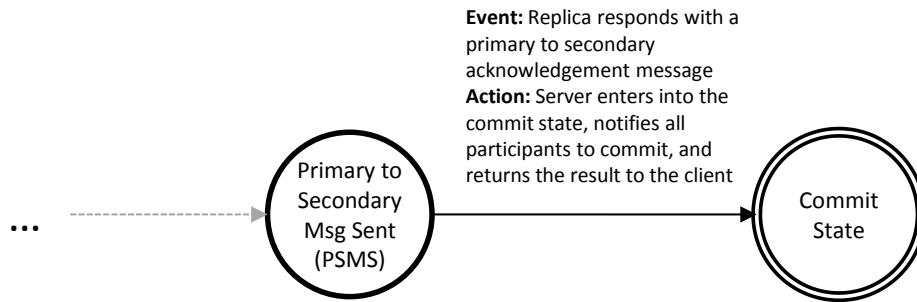 Event: Replica responds with a
primary to secondary
acknowledgement message
Action: Server enters into the
commit state, notifies all
participants to commit, and
returns the result to the client
...
Primary to
Secondary
Msg Sent
(PSMS)
Commit
State